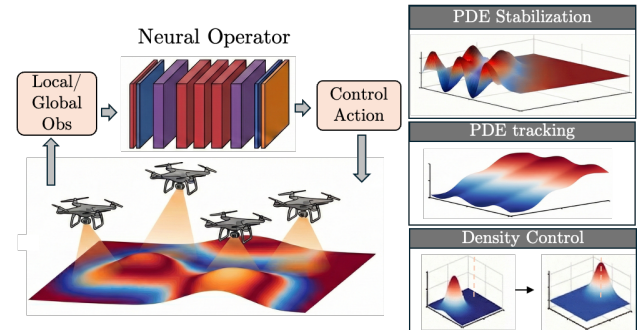 Neural Operator
Local/
Global
Obs
Control
Action
PDE Stabilization
PDE tracking
Density Control